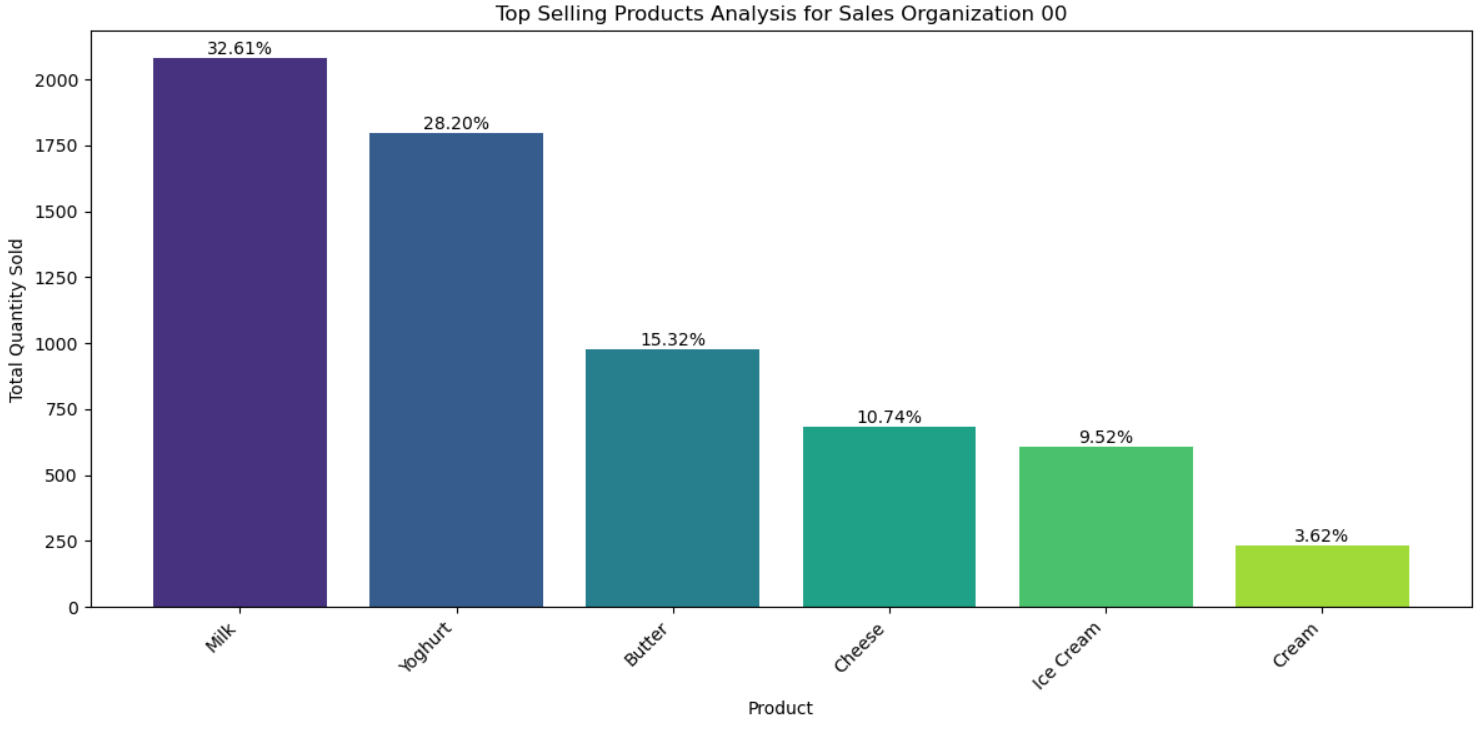 Top Selling Products Analysis for Sales Organization 00
32.61%
28.20%
15.32%
10.74%
9.52%
3.62%
2000
1750
1500
1250
1000
750
500
250
0
Total Quantity Sold
Milk
Yoghurt
Butter
Cheese
Ice Cream
Cream
Product